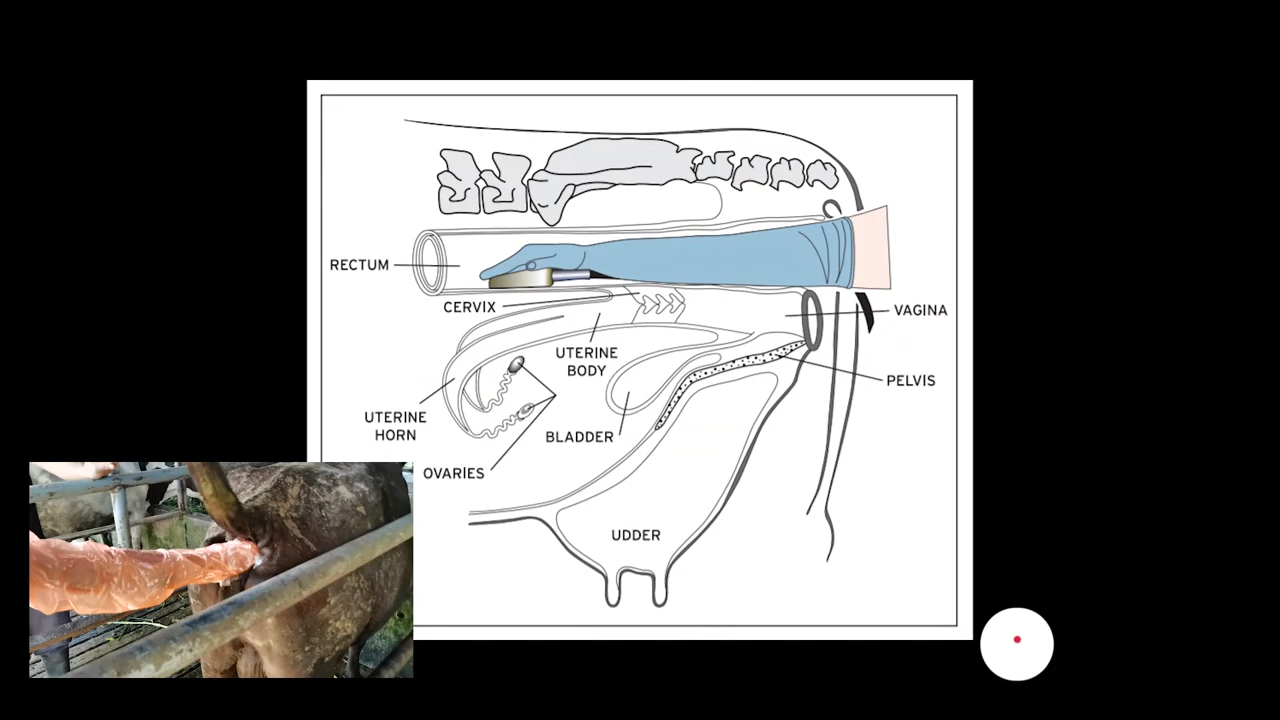 RECTUM
CERVIX
VAGINA
UTERINE
BODY
PELVIS
UTERINE
HORN
BLADDER
OVARIES
UDDER